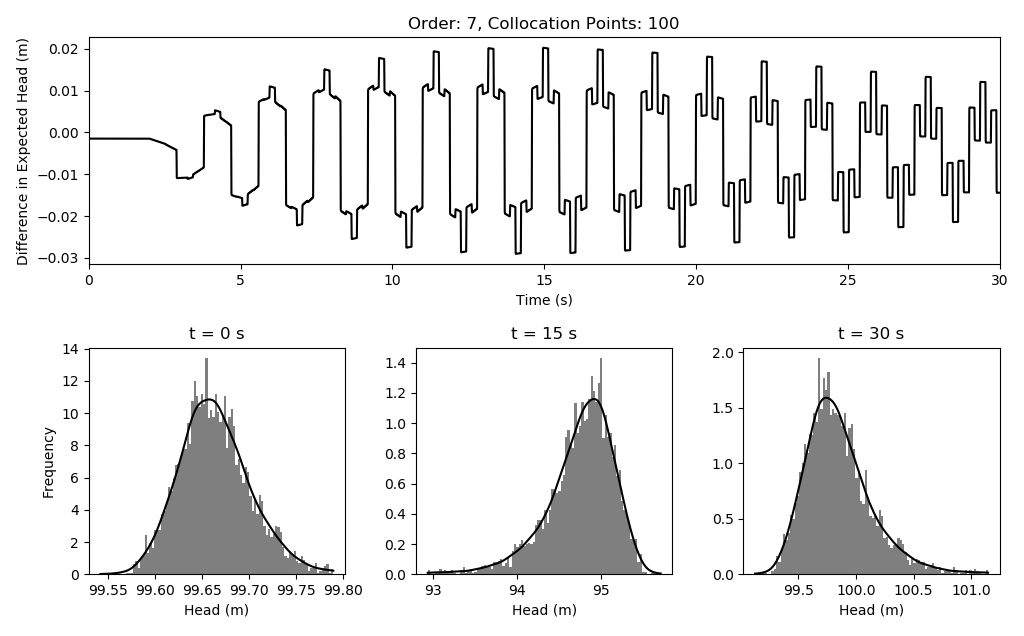 Order: 7, Collocation Points: 100
Difference in Expected Head (m)
0.02
0.01
0.00
−0.01
−0.02
−0.03
0 5 10 15 20 25 30
Time (s)
t = 0 s
14
12
10
8
6
4
2
0
Frequency
99.55 99.60 99.65 99.70 99.75 99.80
Head (m)
t = 15 s
1.4
1.2
1.0
0.8
0.6
0.4
0.2
0.0
93 94 95
Head (m)
t = 30 s
2.0
1.5
1.0
0.5
0.0
99.5 100.0 100.5 101.0
Head (m)